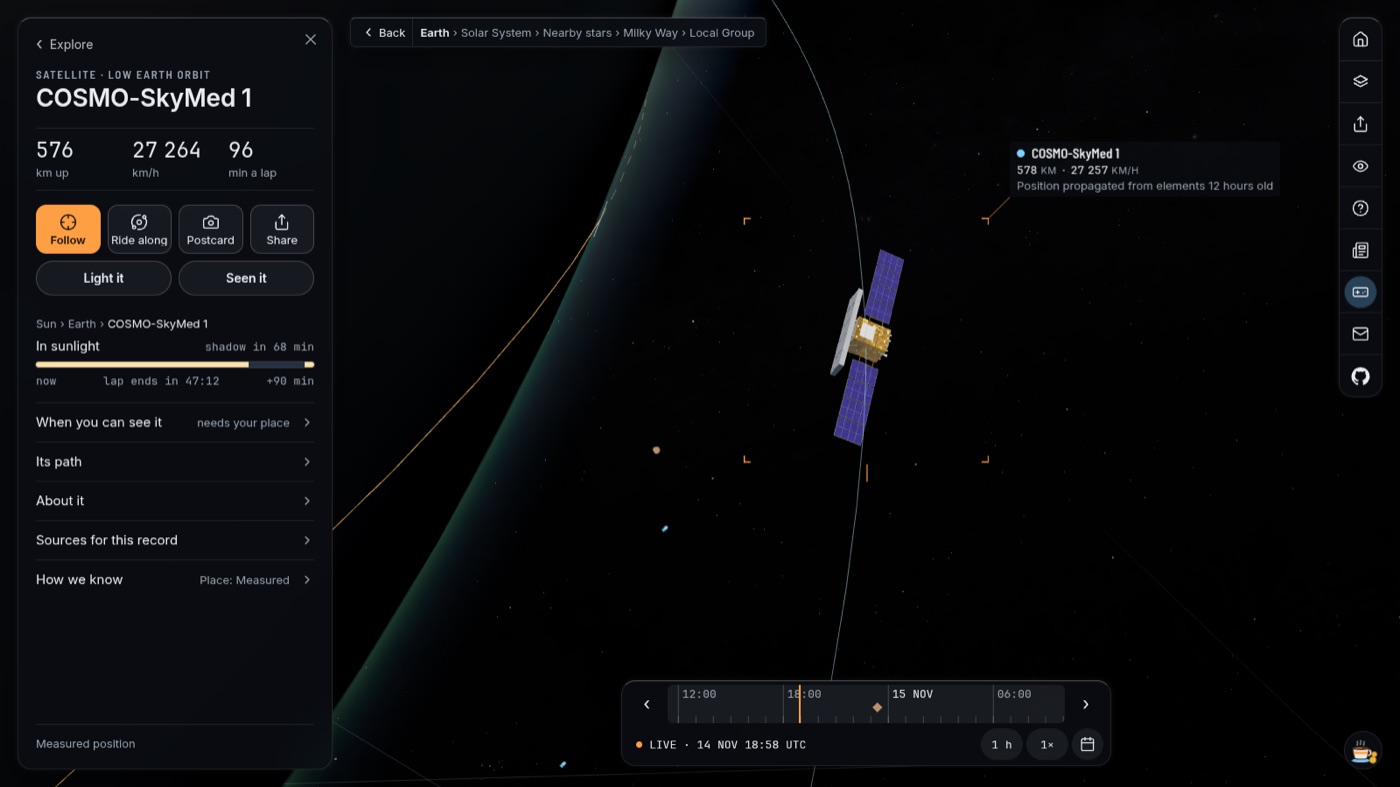 Explore
SATELLITE · LOW EARTH ORBIT
COSMO-SkyMed 1
576 27 264 96
km up km/h min a lap
Follow Ride along Postcard Share
Light it Seen it
Sun › Earth › COSMO-SkyMed 1
In sunlight shadow in 68 min
now lap ends in 47:12 +90 min
When you can see it needs your place
Its path
About it
Sources for this record
How we know Place: Measured
Measured position
Back Earth › Solar System › Nearby stars › Milky Way › Local Group
COSMO-SkyMed 1
578 KM · 27 257 KM/H
Position propagated from elements 12 hours old
12:00 18:00 15 NOV 06:00
LIVE · 14 NOV 18:58 UTC 1 h 1×